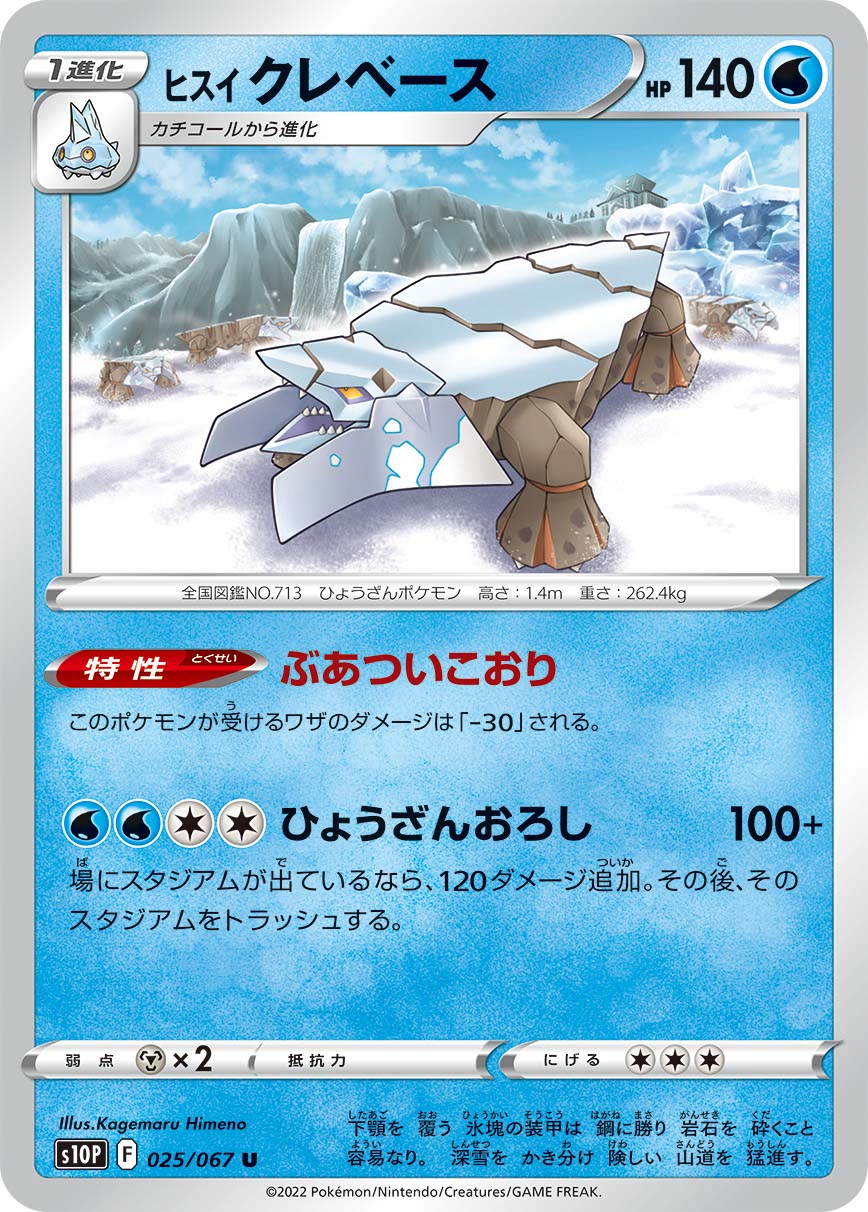 1進化
ヒスイ クレベース
HP 140
カチコールから進化
全国図鑑NO.713 ひょうざんポケモン 高さ：1.4m 重さ：262.4kg
特性 とくせい ぶあついこおり
このポケモンが受けるワザのダメージは「-30」される。
ひょうざんおろし 100+
場にスタジアムが出ているなら、120ダメージ追加。その後、その
スタジアムをトラッシュする。
弱点 ×2 抵抗力 にげる
Illus.Kagemaru Himeno
下顎を 覆う 氷塊の装甲は 鋼に勝り 岩石を 砕くこと
容易なり。 深雪を かき分け 険しい 山道を 猛進す。
s10P F 025/067 U
©2022 Pokémon/Nintendo/Creatures/GAME FREAK.